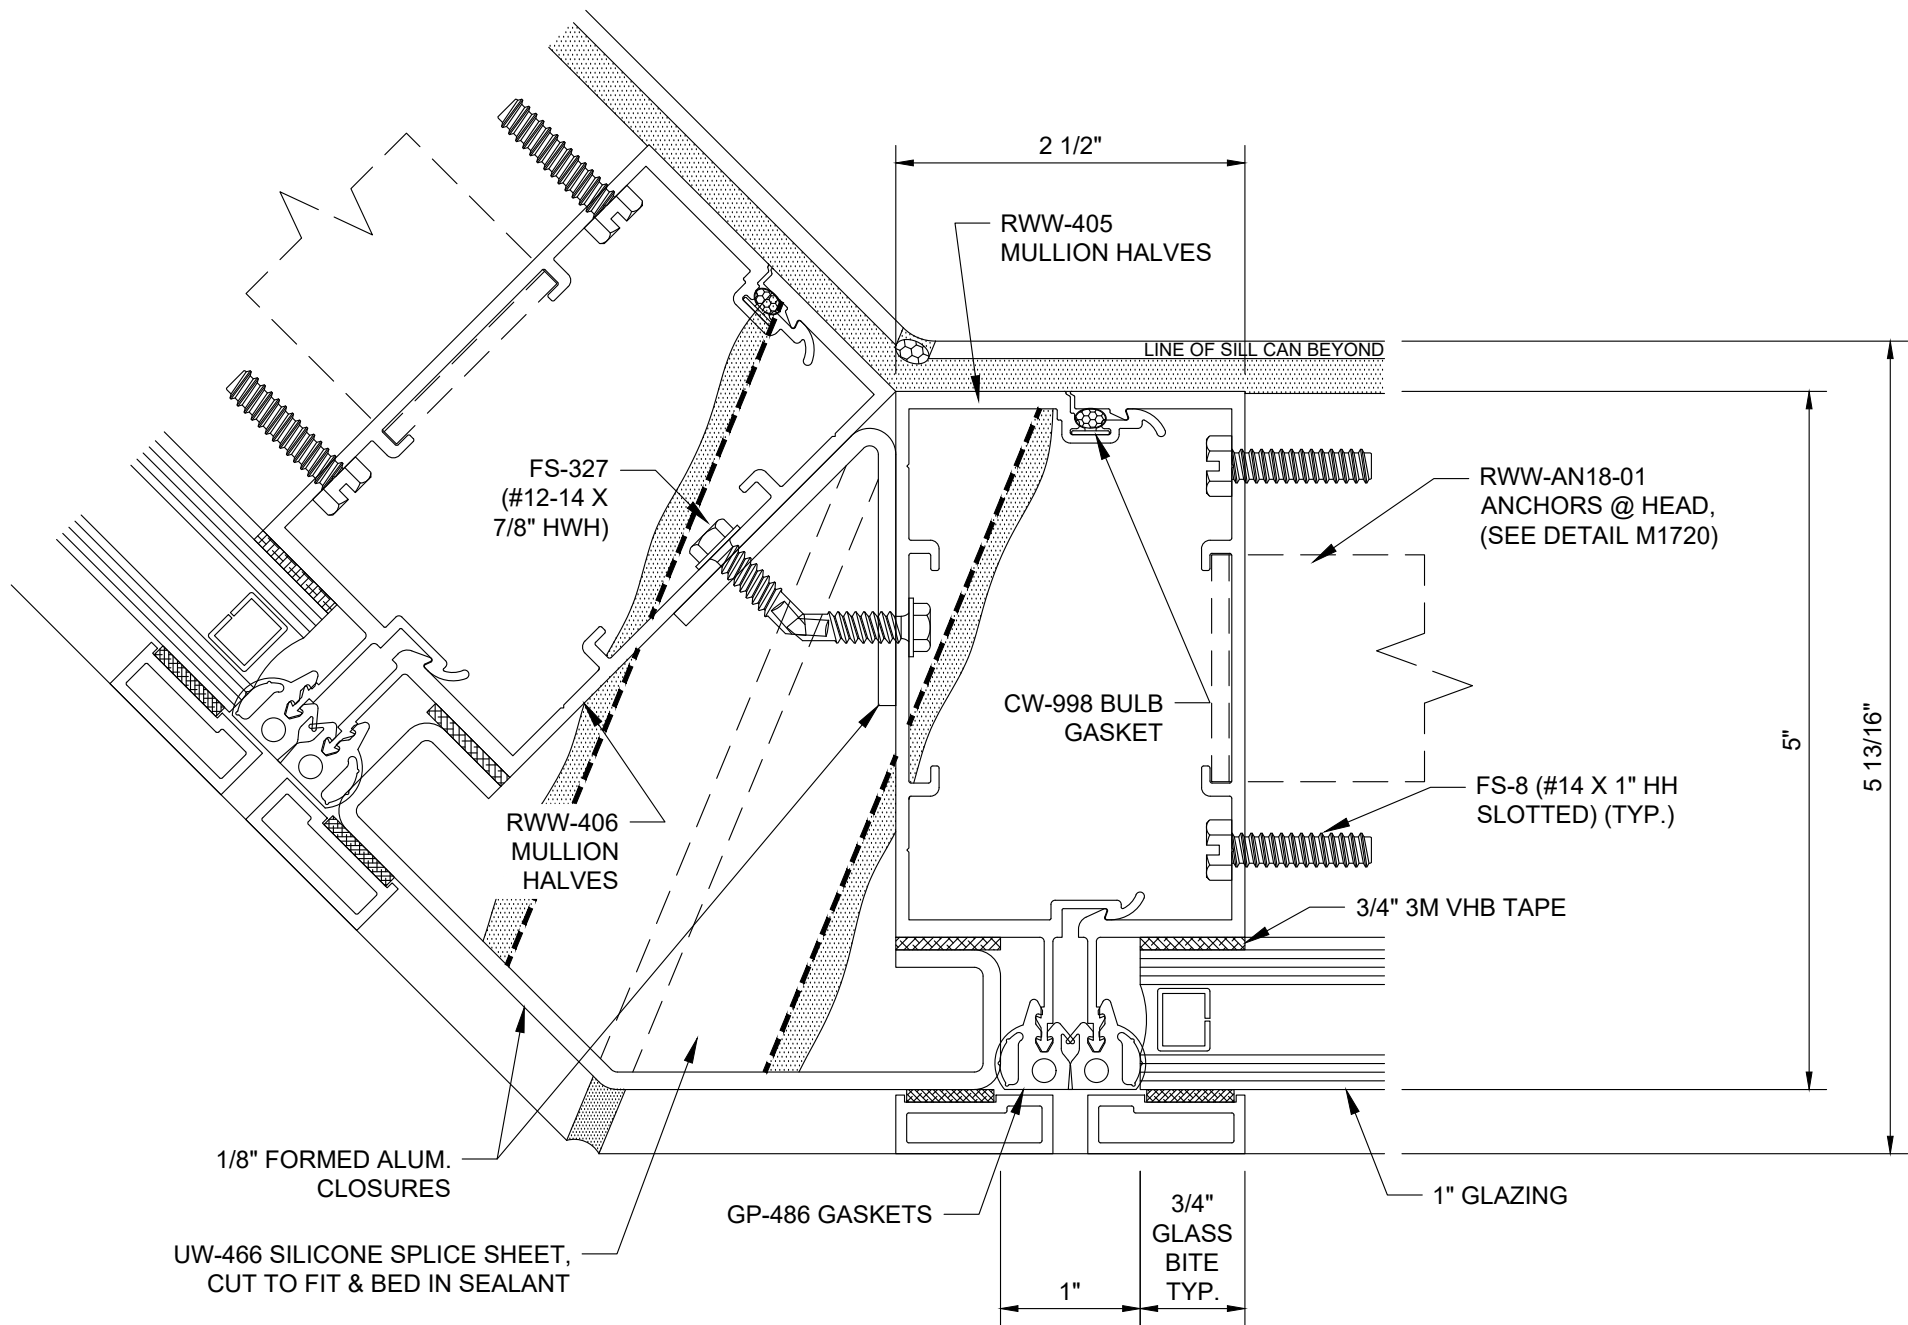 2 1/2"
RWW-405
MULLION HALVES
LINE OF SILL CAN BEYOND
FS-327
(#12-14 X
7/8" HWH)
RWW-AN18-01
ANCHORS @ HEAD,
(SEE DETAIL M1720)
CW-998 BULB
GASKET
5"
5 13/16"
FS-8 (#14 X 1" HH
SLOTTED) (TYP.)
RWW-406
MULLION
HALVES
3/4" 3M VHB TAPE
1/8" FORMED ALUM.
CLOSURES
GP-486 GASKETS
1" GLAZING
3/4"
GLASS
BITE
TYP.
UW-466 SILICONE SPLICE SHEET,
CUT TO FIT & BED IN SEALANT
1"